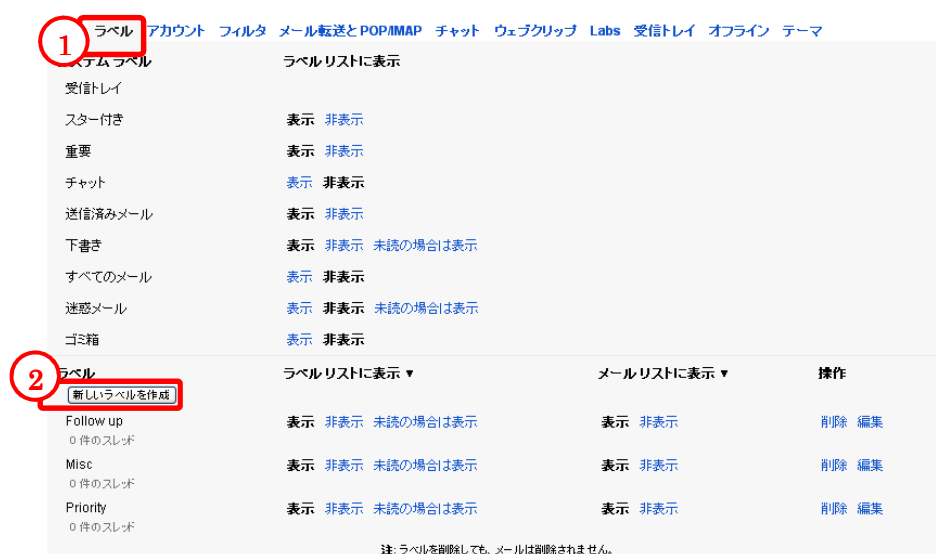 ラベル アカウント フィルタ メール転送とPOP/IMAP チャット ウェブクリップ Labs 受信トレイ オフライン テーマ
1
ステム ラベル ラベル リストに表示
受信トレイ
スター付き 表示 非表示
重要 表示 非表示
チャット 表示 非表示
送信済みメール 表示 非表示
下書き 表示 非表示 未読の場合は表示
すべてのメール 表示 非表示
迷惑メール 表示 非表示 未読の場合は表示
ゴミ箱 表示 非表示
2
ラベル ラベル リストに表示 ▼ メール リストに表示 ▼ 操作
新しいラベルを作成
Follow up 表示 非表示 未読の場合は表示 表示 非表示 削除 編集
0 件のスレッド
Misc 表示 非表示 未読の場合は表示 表示 非表示 削除 編集
0 件のスレッド
Priority 表示 非表示 未読の場合は表示 表示 非表示 削除 編集
0 件のスレッド
注: ラベルを削除しても、メールは削除されません。